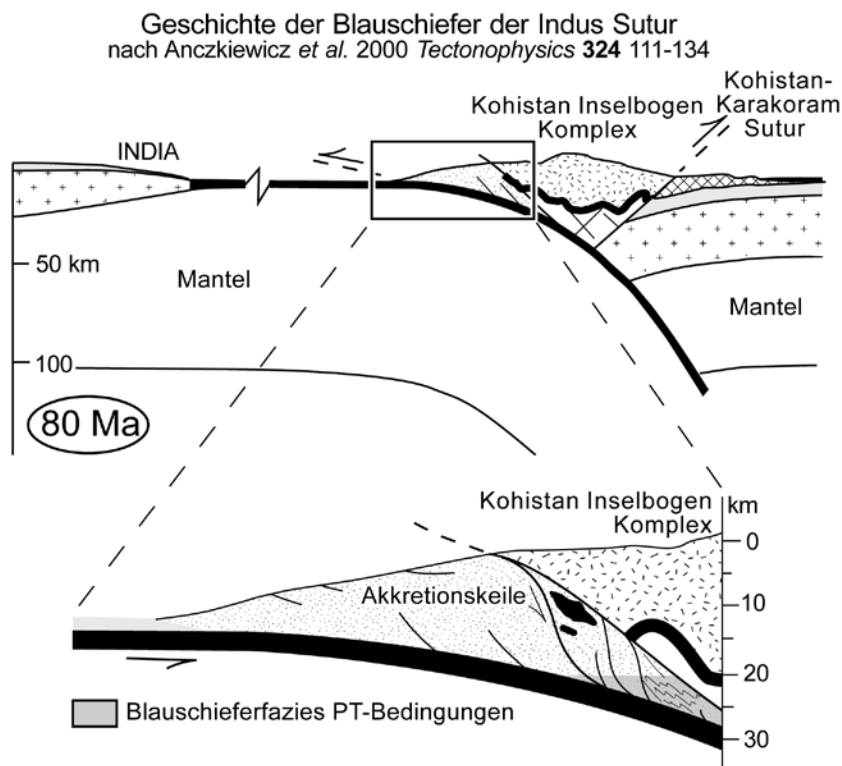 Geschichte der Blauschiefer der Indus Sutur
nach Anczkiewicz et al. 2000 Tectonophysics 324 111-134
Kohistan-
Karakoram
Sutur
Kohistan Inselbogen
Komplex
INDIA
50 km
Mantel
Mantel
100
80 Ma
Kohistan Inselbogen
Komplex
km
0
Akkretionskeile
10
20
Blauschieferfazies PT-Bedingungen
30